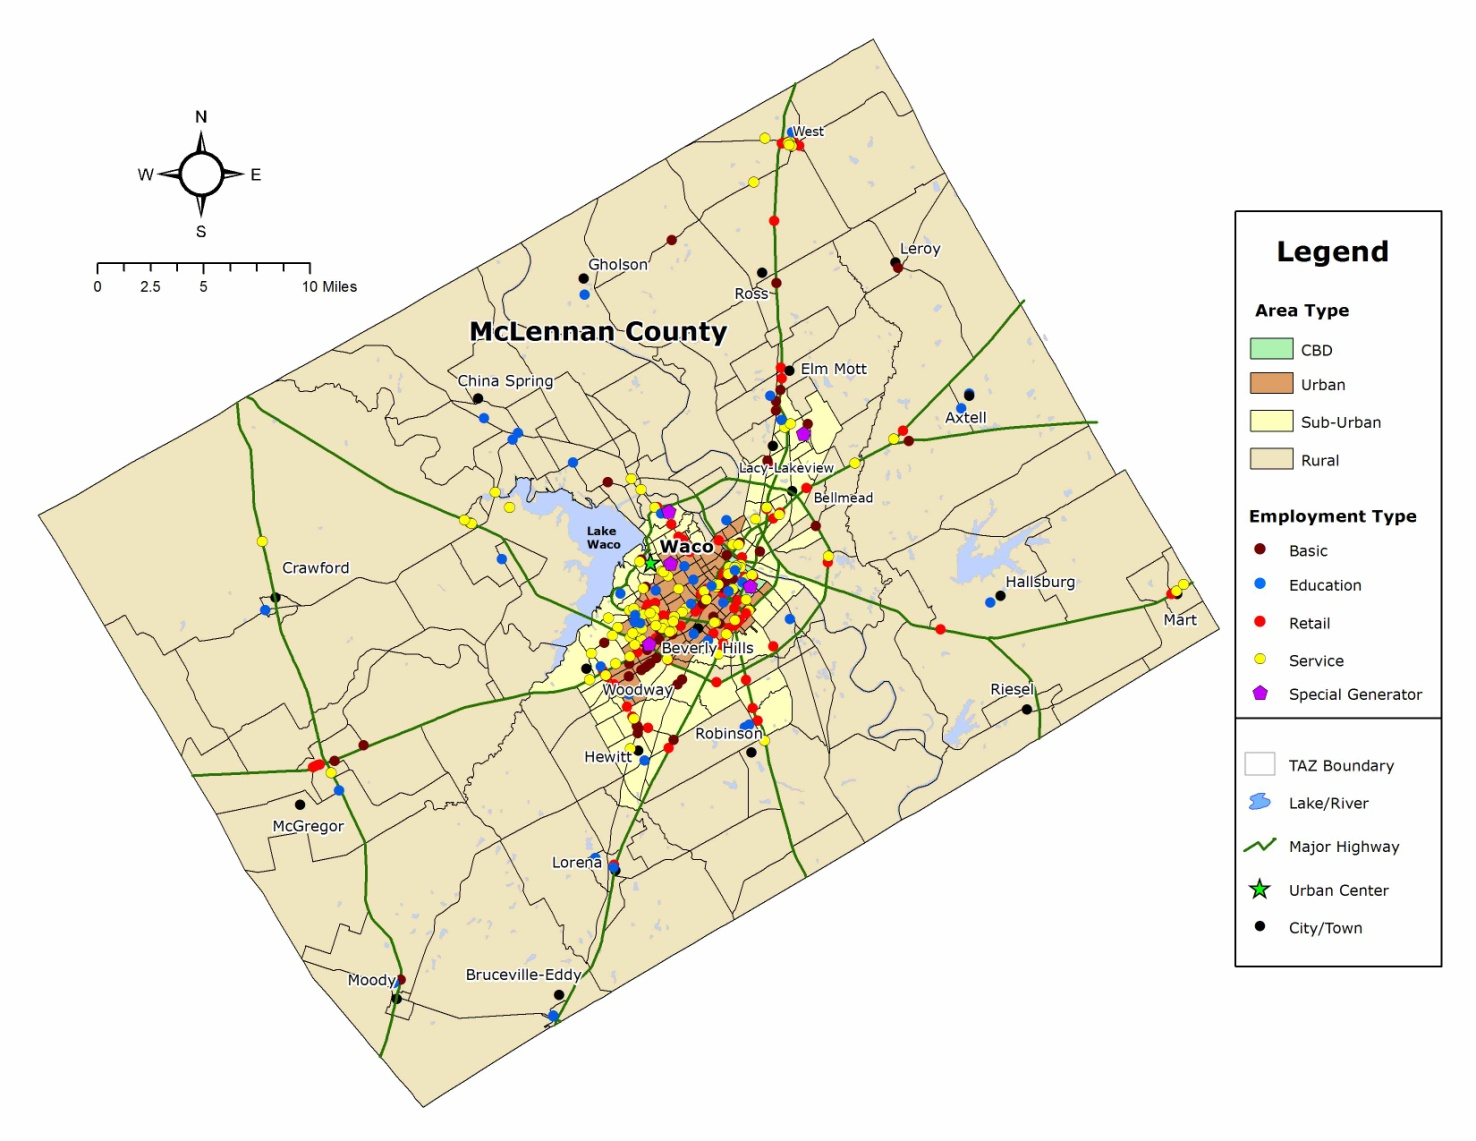 West
N
W
E
S
Leroy
Gholson
0
2.5
5
10 Miles
Ross
McLennan County
Elm Mott
China Spring
Axtell
Lacy-Lakeview
Bellmead
Lake
Waco
Waco
Crawford
Hallsburg
Mart
Beverly Hills
Woodway
Riesel
Robinson
Hewitt
McGregor
Lorena
Bruceville-Eddy
Moody
Legend
Area Type
CBD
Urban
Sub-Urban
Rural
Employment Type
Basic
Education
Retail
Service
Special Generator
TAZ Boundary
Lake/River
Major Highway
Urban Center
City/Town